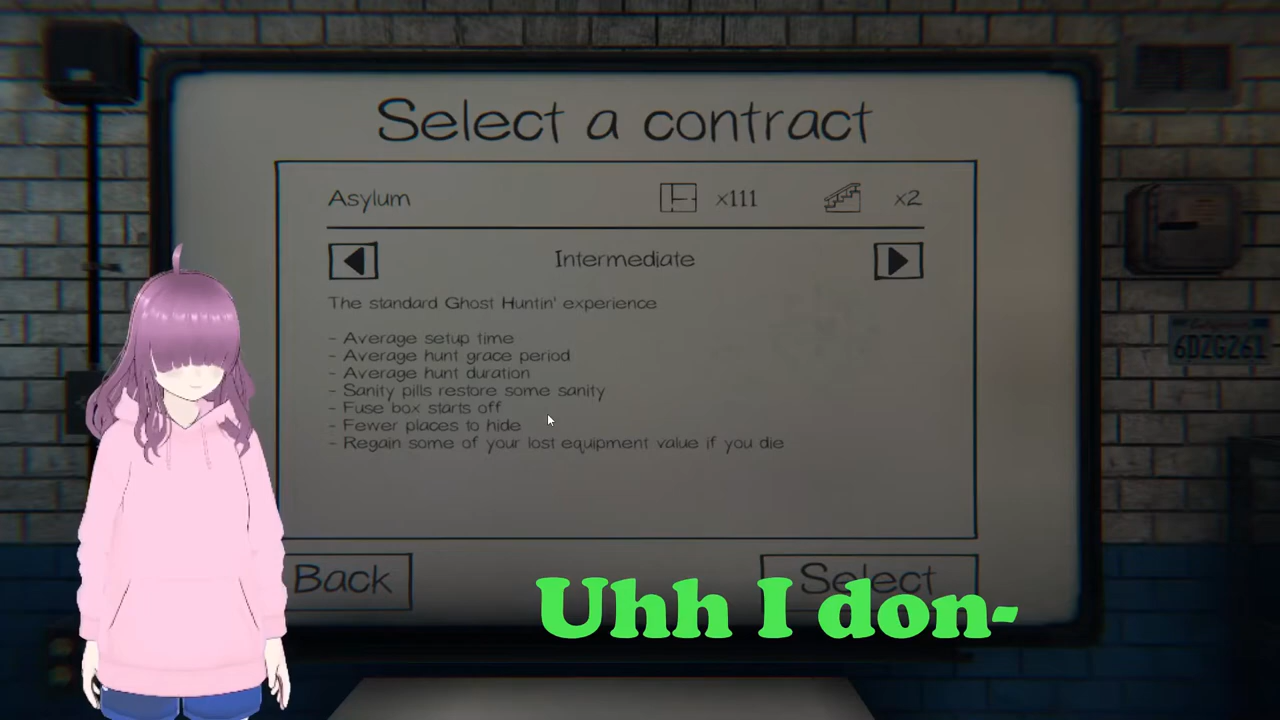 Select a contract
Asylum x111 x2
Intermediate
The standard Ghost Huntin' experience
- Average setup time
- Average hunt grace period
- Average hunt duration
- Sanity pills restore some sanity
- Fuse box starts off
- Fewer places to hide
- Regain some of your lost equipment value if you die
Back Select
Uhh I don-
6DZGZ61